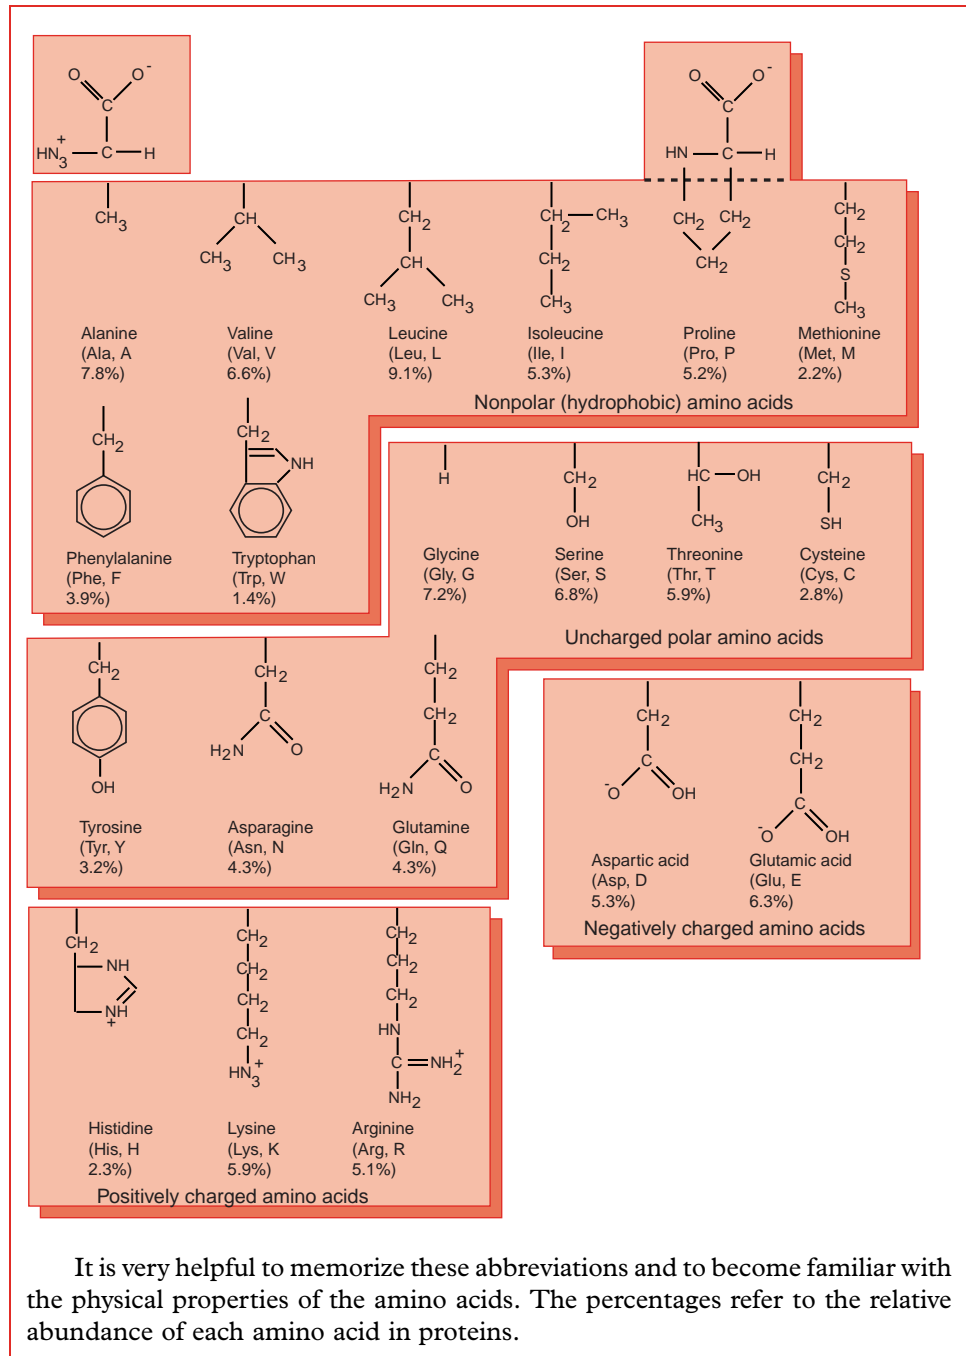 O
O-
C
HN3
+
C
H
O
O-
C
HN
C
H
CH3
CH
CH3
CH3
CH2
CH
CH3
CH3
CH2
CH3
CH2
CH3
CH2
CH2
CH2
CH2
CH2
S
CH3
Alanine
(Ala, A
7.8%)
Valine
(Val, V
6.6%)
Leucine
(Leu, L
9.1%)
Isoleucine
(Ile, I
5.3%)
Proline
(Pro, P
5.2%)
Methionine
(Met, M
2.2%)
Nonpolar (hydrophobic) amino acids
CH2
CH2
NH
Phenylalanine
(Phe, F
3.9%)
Tryptophan
(Trp, W
1.4%)
H
CH2
OH
HC
OH
CH3
CH2
SH
Glycine
(Gly, G
7.2%)
Serine
(Ser, S
6.8%)
Threonine
(Thr, T
5.9%)
Cysteine
(Cys, C
2.8%)
Uncharged polar amino acids
CH2
OH
CH2
C
H2N
O
CH2
CH2
C
H2N
O
Tyrosine
(Tyr, Y
3.2%)
Asparagine
(Asn, N
4.3%)
Glutamine
(Gln, Q
4.3%)
CH2
C
-O
OH
CH2
CH2
C
-O
OH
Aspartic acid
(Asp, D
5.3%)
Glutamic acid
(Glu, E
6.3%)
Negatively charged amino acids
CH2
NH
NH
+
CH2
CH2
CH2
CH2
HN3
+
CH2
CH2
CH2
HN
C
NH2
+
NH2
Histidine
(His, H
2.3%)
Lysine
(Lys, K
5.9%)
Arginine
(Arg, R
5.1%)
Positively charged amino acids
It is very helpful to memorize these abbreviations and to become familiar with
the physical properties of the amino acids. The percentages refer to the relative
abundance of each amino acid in proteins.